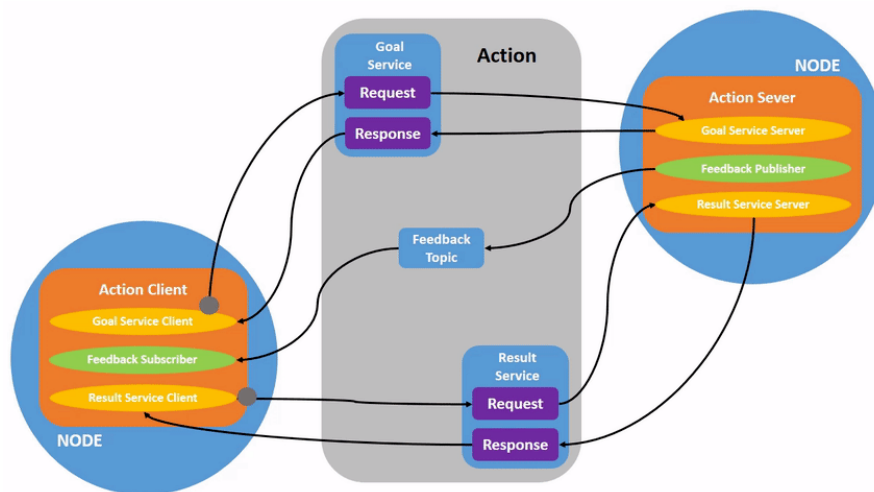 Goal
Service
Request
Response
Action
NODE
Action Sever
Goal Service Server
Feedback Publisher
Result Service Server
Feedback
Topic
Action Client
Goal Service Client
Feedback Subscriber
Result Service Client
NODE
Result
Service
Request
Response